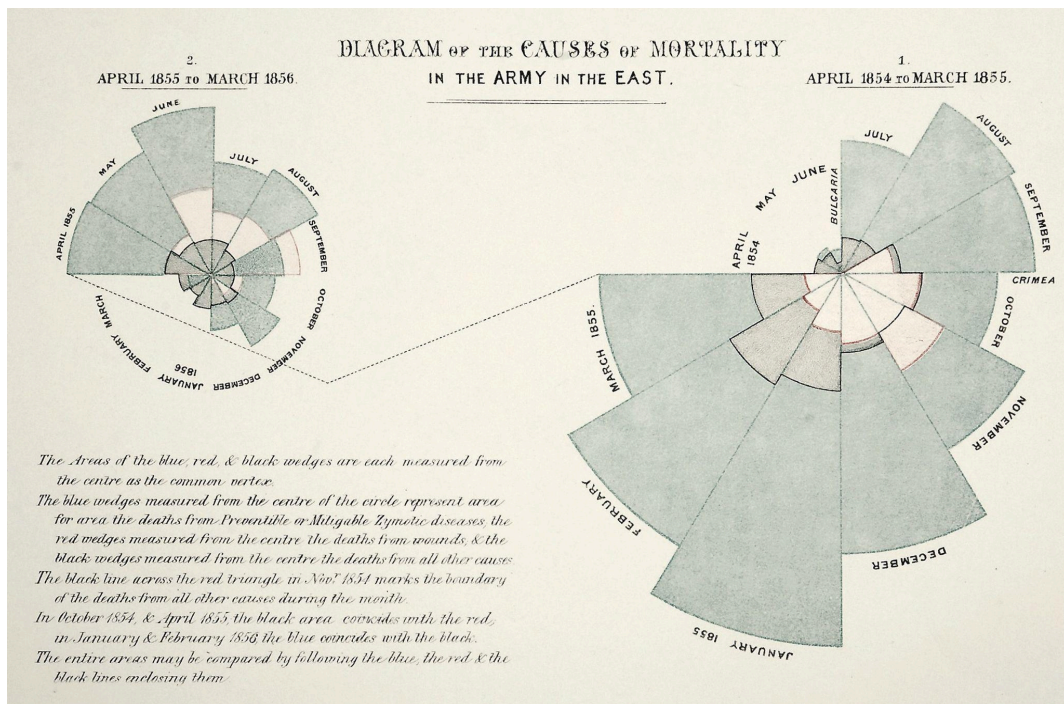 DIAGRAM OF THE CAUSES OF MORTALITY
IN THE ARMY IN THE EAST.
2.
APRIL 1855 TO MARCH 1856.
JUNE
JULY
MAY
AUGUST
APRIL 1855
SEPTEMBER
OCTOBER
NOVEMBER
DECEMBER
JANUARY
1856
FEBRUARY
MARCH
1.
APRIL 1854 TO MARCH 1855.
JULY
AUGUST
JUNE
BULGARIA
MAY
SEPTEMBER
APRIL
1854
CRIMEA
OCTOBER
MARCH 1855
NOVEMBER
FEBRUARY
DECEMBER
JANUARY 1855
The Areas of the blue, red, & black wedges are each measured from
the centre as the common vertex.
The blue wedges measured from the centre of the circle represent area
for area the deaths from Preventible or Mitigable Zymotic diseases, the
red wedges measured from the centre the deaths from wounds, & the
black wedges measured from the centre the deaths from all other causes.
The black line across the red triangle in Novr. 1854 marks the boundary
of the deaths from all other causes during the month.
In October 1854, & April 1855, the black area coincides with the red,
in January & February 1856, the blue coincides with the black.
The entire areas may be compared by following the blue, the red & the
black lines enclosing them.